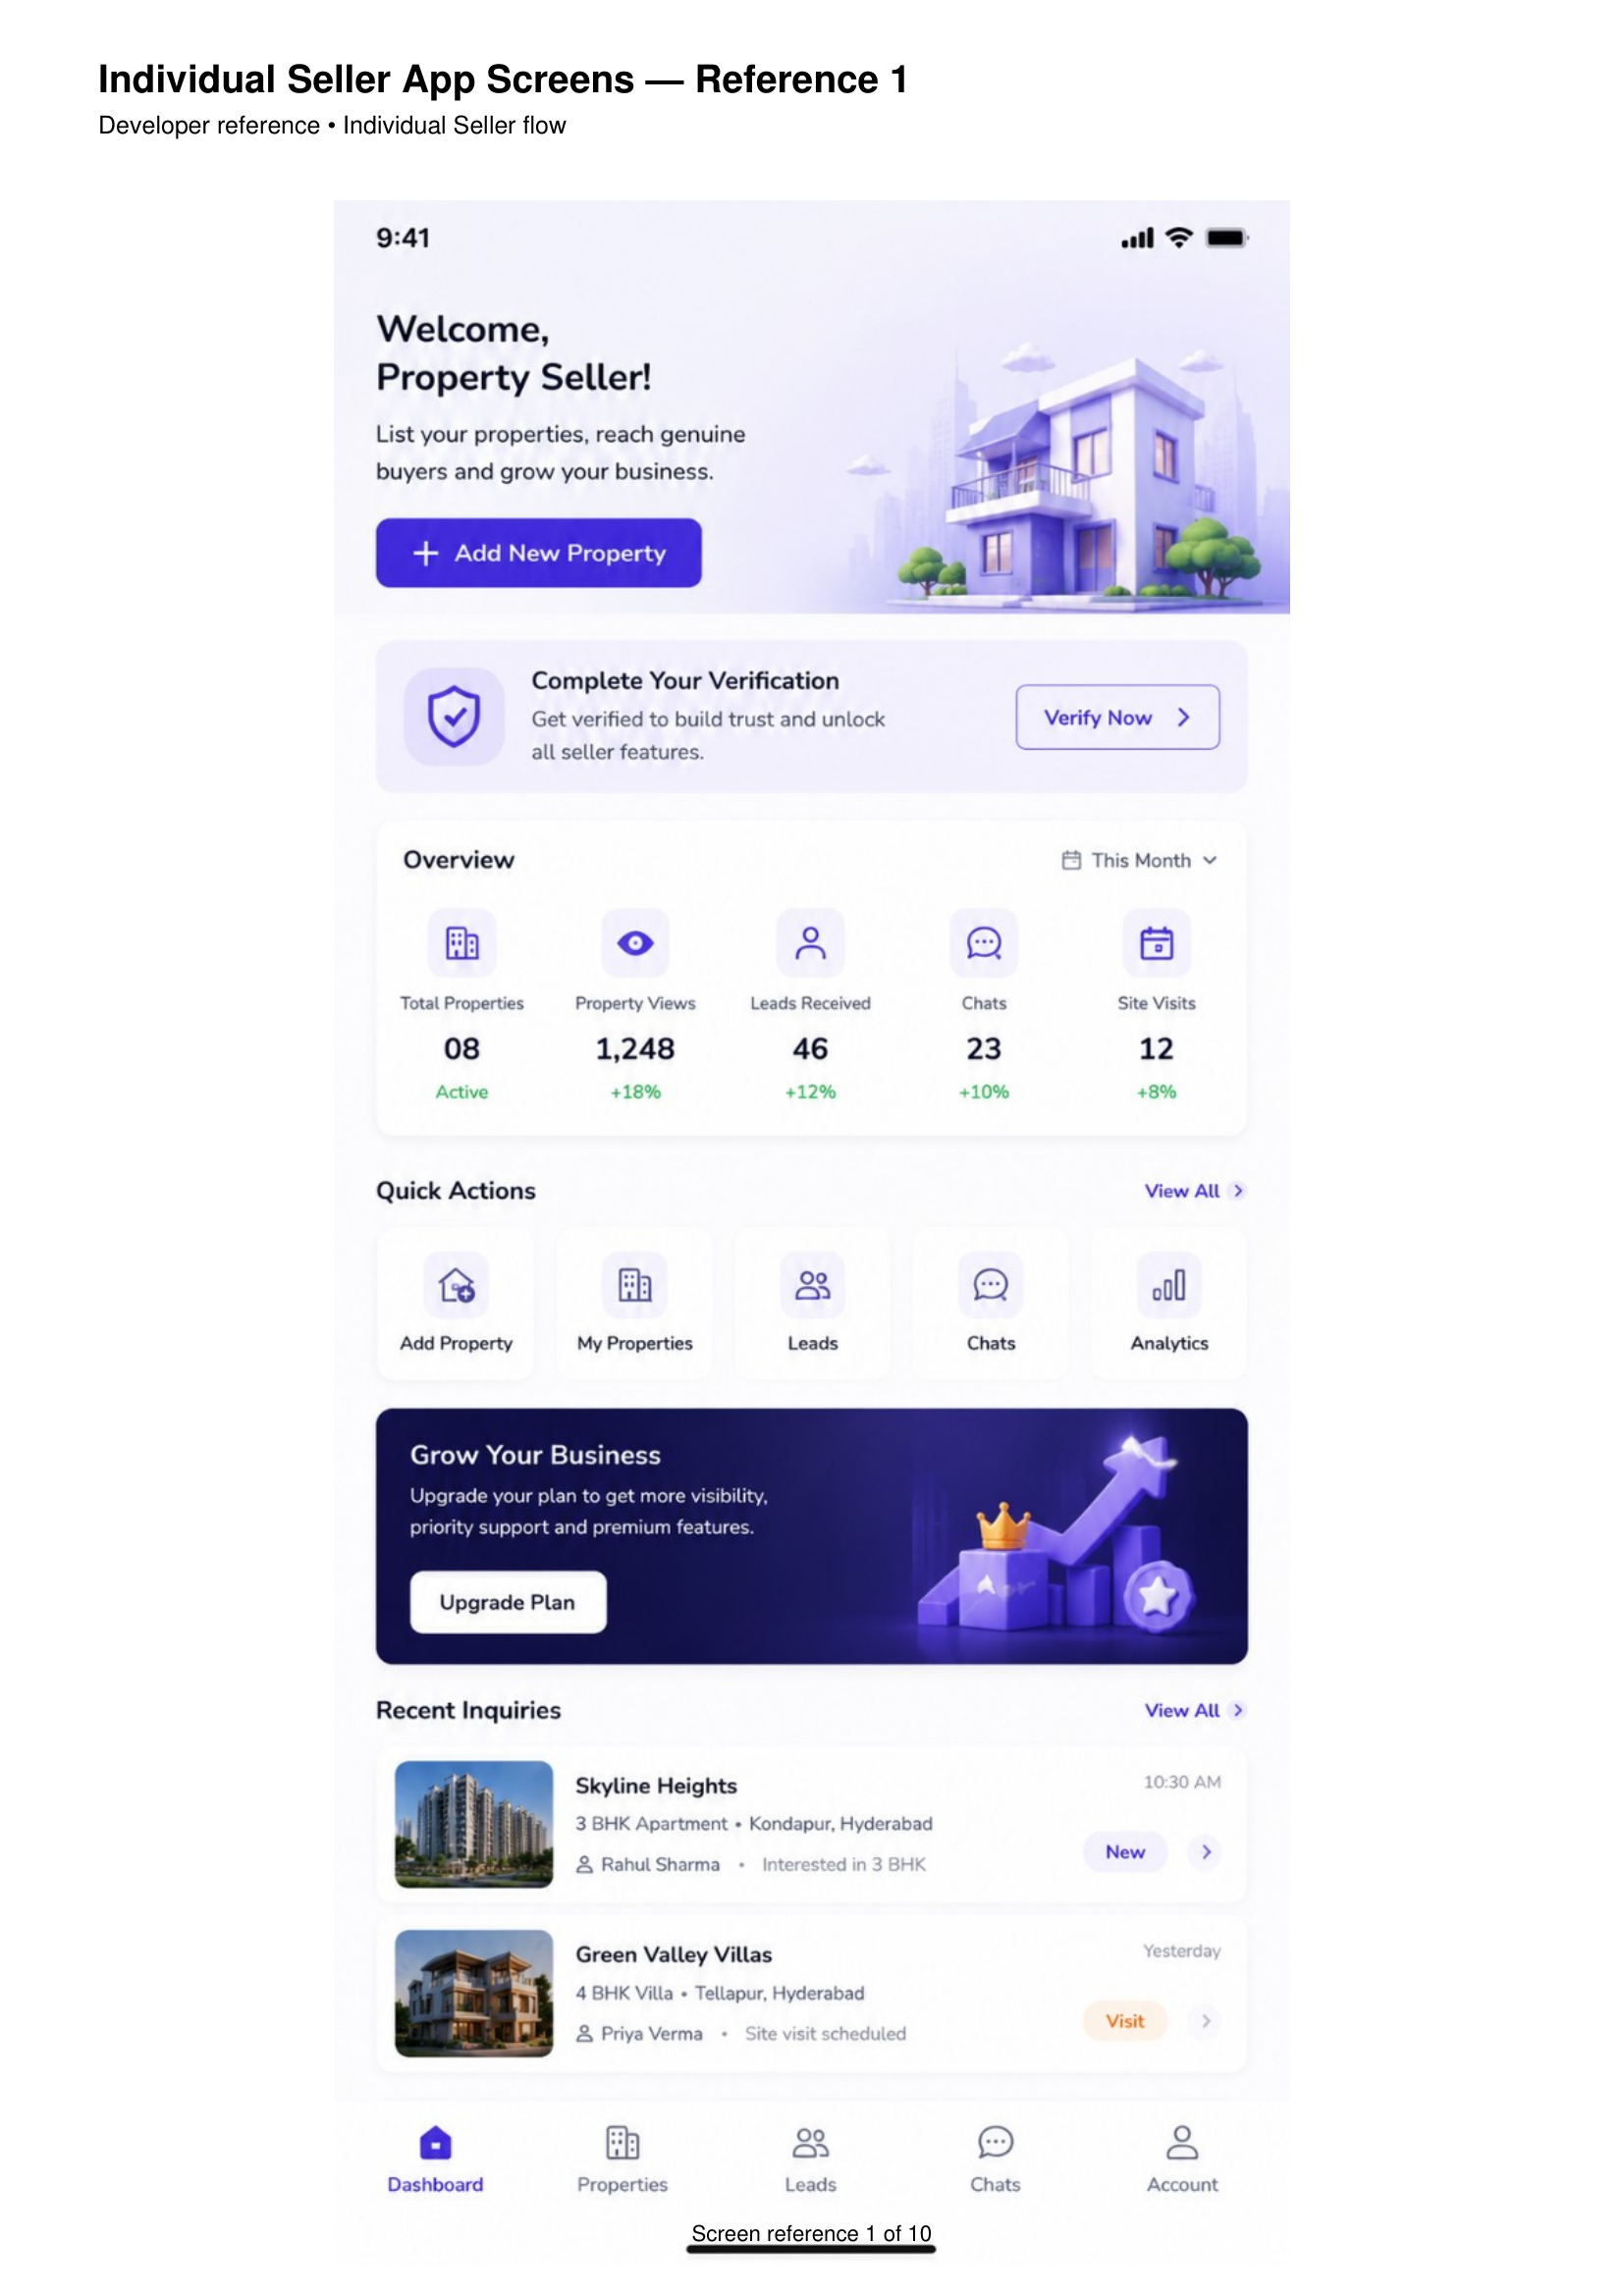 Individual Seller App Screens — Reference 1
Developer reference • Individual Seller flow
9:41
Welcome,
Property Seller!
List your properties, reach genuine
buyers and grow your business.
Add New Property
Complete Your Verification
Get verified to build trust and unlock
all seller features.
Verify Now
Overview
This Month
Total Properties
08
Active
Property Views
1,248
+18%
Leads Received
46
+12%
Chats
23
+10%
Site Visits
12
+8%
Quick Actions
View All
Add Property
My Properties
Leads
Chats
Analytics
Grow Your Business
Upgrade your plan to get more visibility,
priority support and premium features.
Upgrade Plan
Recent Inquiries
View All
Skyline Heights
10:30 AM
3 BHK Apartment • Kondapur, Hyderabad
Rahul Sharma • Interested in 3 BHK
New
Green Valley Villas
Yesterday
4 BHK Villa • Tellapur, Hyderabad
Priya Verma • Site visit scheduled
Visit
Dashboard
Properties
Leads
Chats
Account
Screen reference 1 of 10